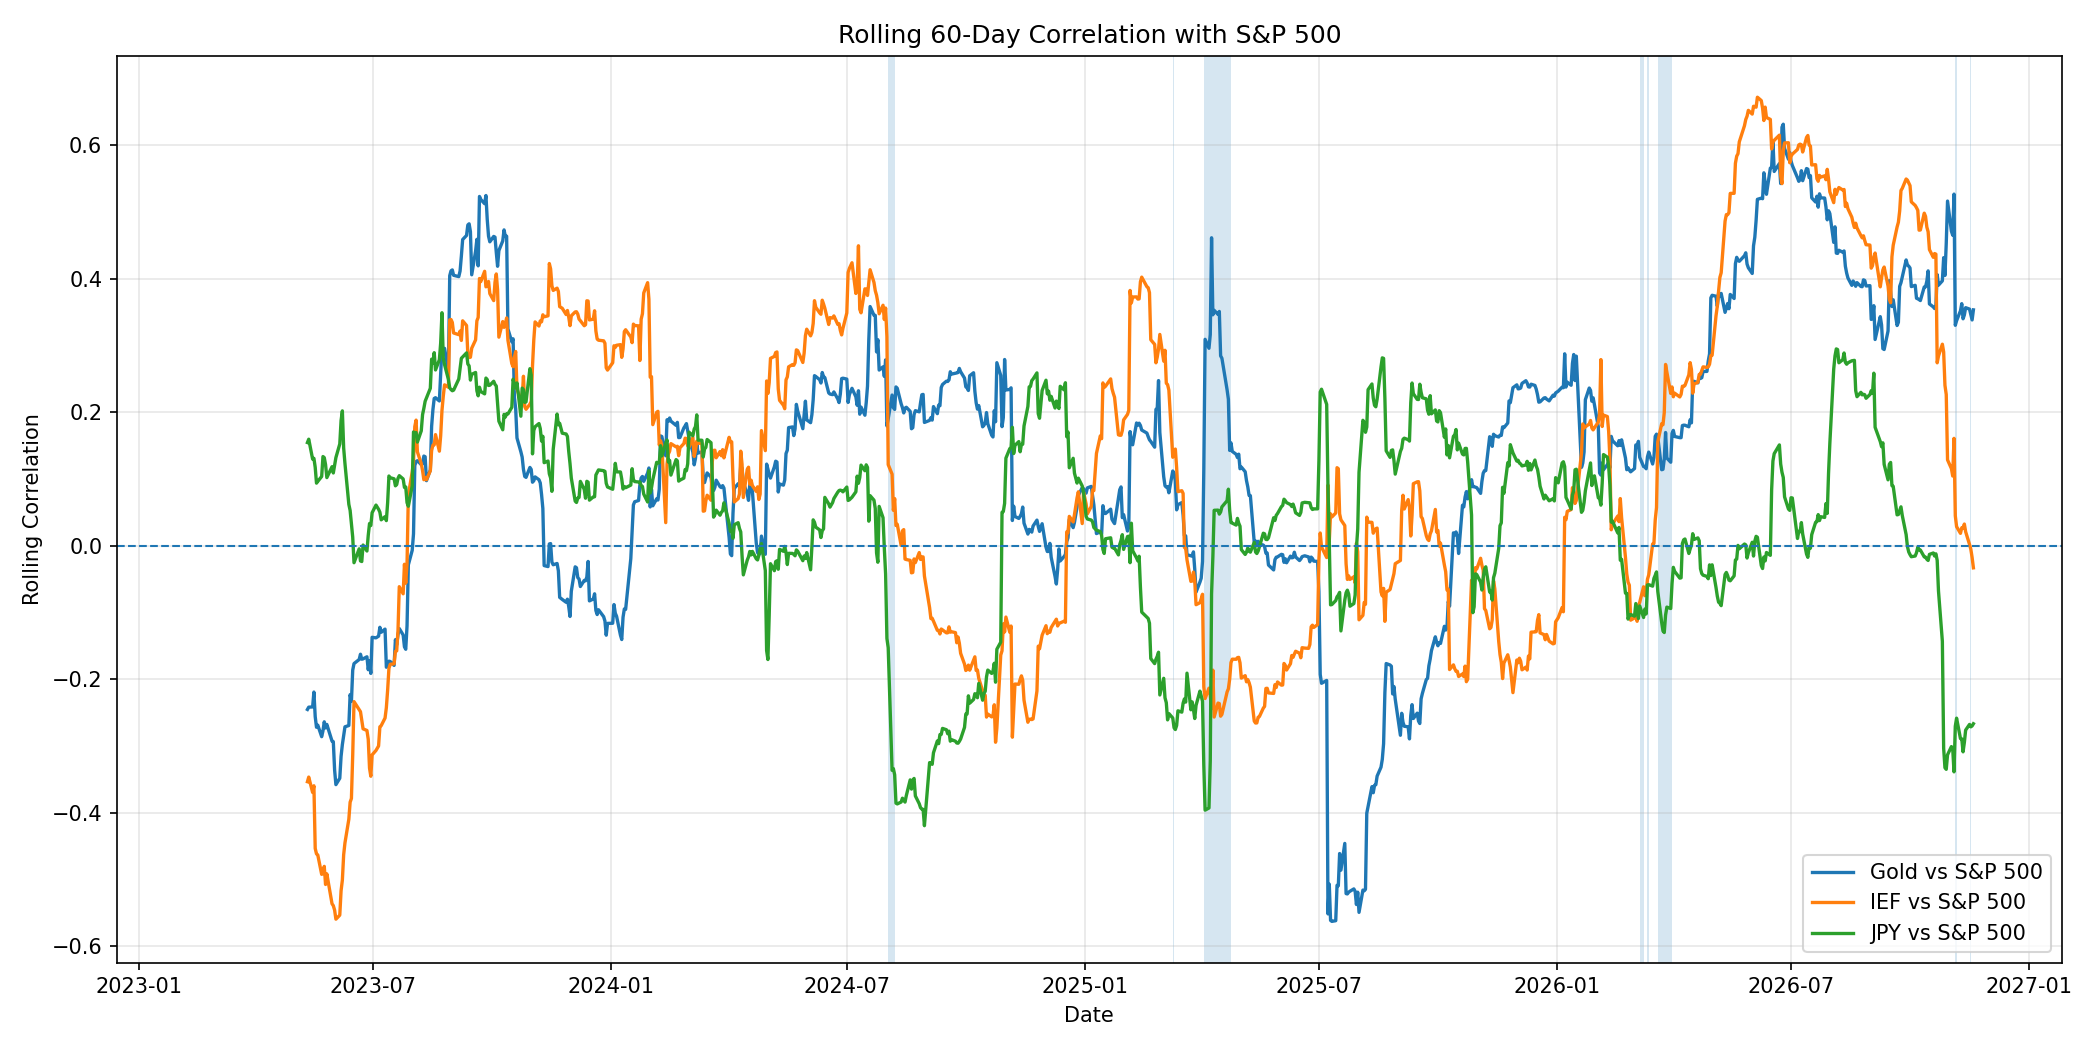 Rolling 60-Day Correlation with S&P 500
Rolling Correlation
0.6
0.4
0.2
0.0
−0.2
−0.4
−0.6
2023-01
2023-07
2024-01
2024-07
2025-01
2025-07
2026-01
2026-07
2027-01
Date
Gold vs S&P 500
IEF vs S&P 500
JPY vs S&P 500